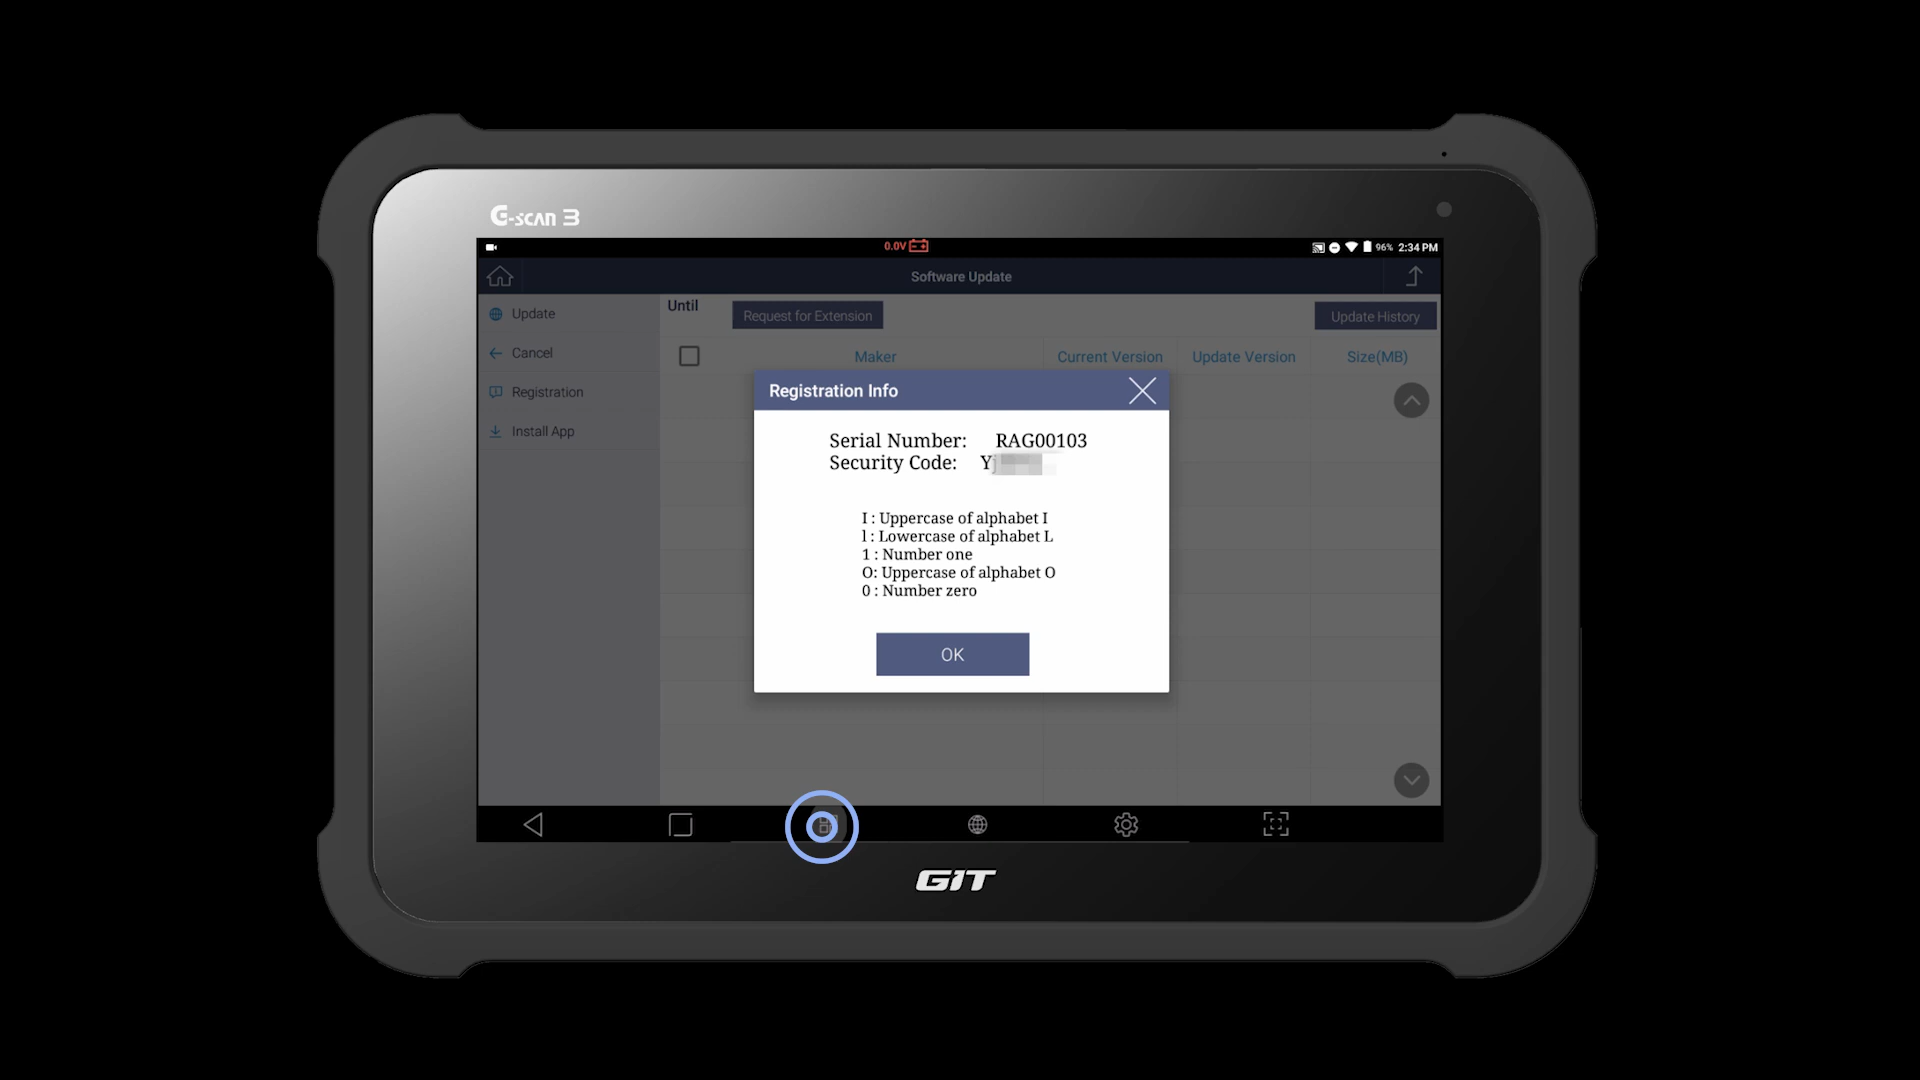 G-scan 3
0.0V
96% 2:34 PM
Software Update
Update
Cancel
Registration
Install App
Until
Request for Extension
Update History
Maker
Current Version
Update Version
Size(MB)
Registration Info
Serial Number: RAG00103
Security Code:
I : Uppercase of alphabet I
l : Lowercase of alphabet L
1 : Number one
O: Uppercase of alphabet O
0 : Number zero
OK
GIT